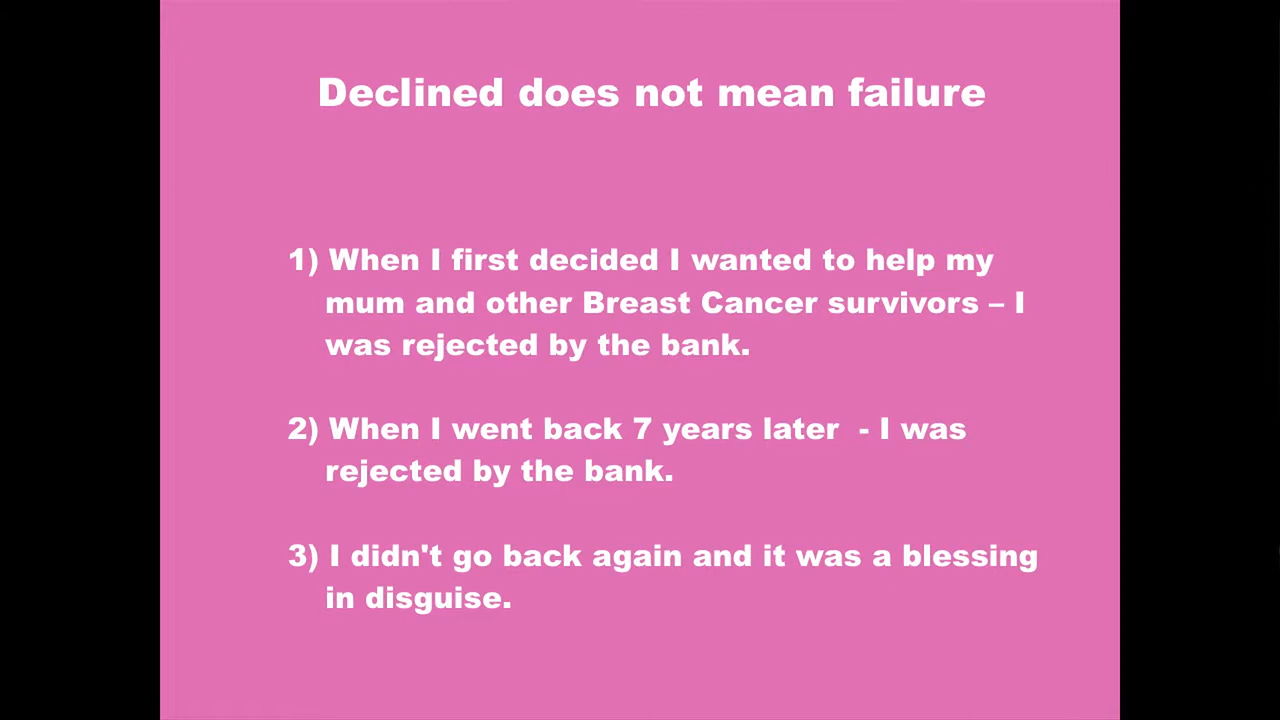 Declined does not mean failure
1) When I first decided I wanted to help my
mum and other Breast Cancer survivors – I
was rejected by the bank.
2) When I went back 7 years later  - I was
rejected by the bank.
3) I didn't go back again and it was a blessing
in disguise.